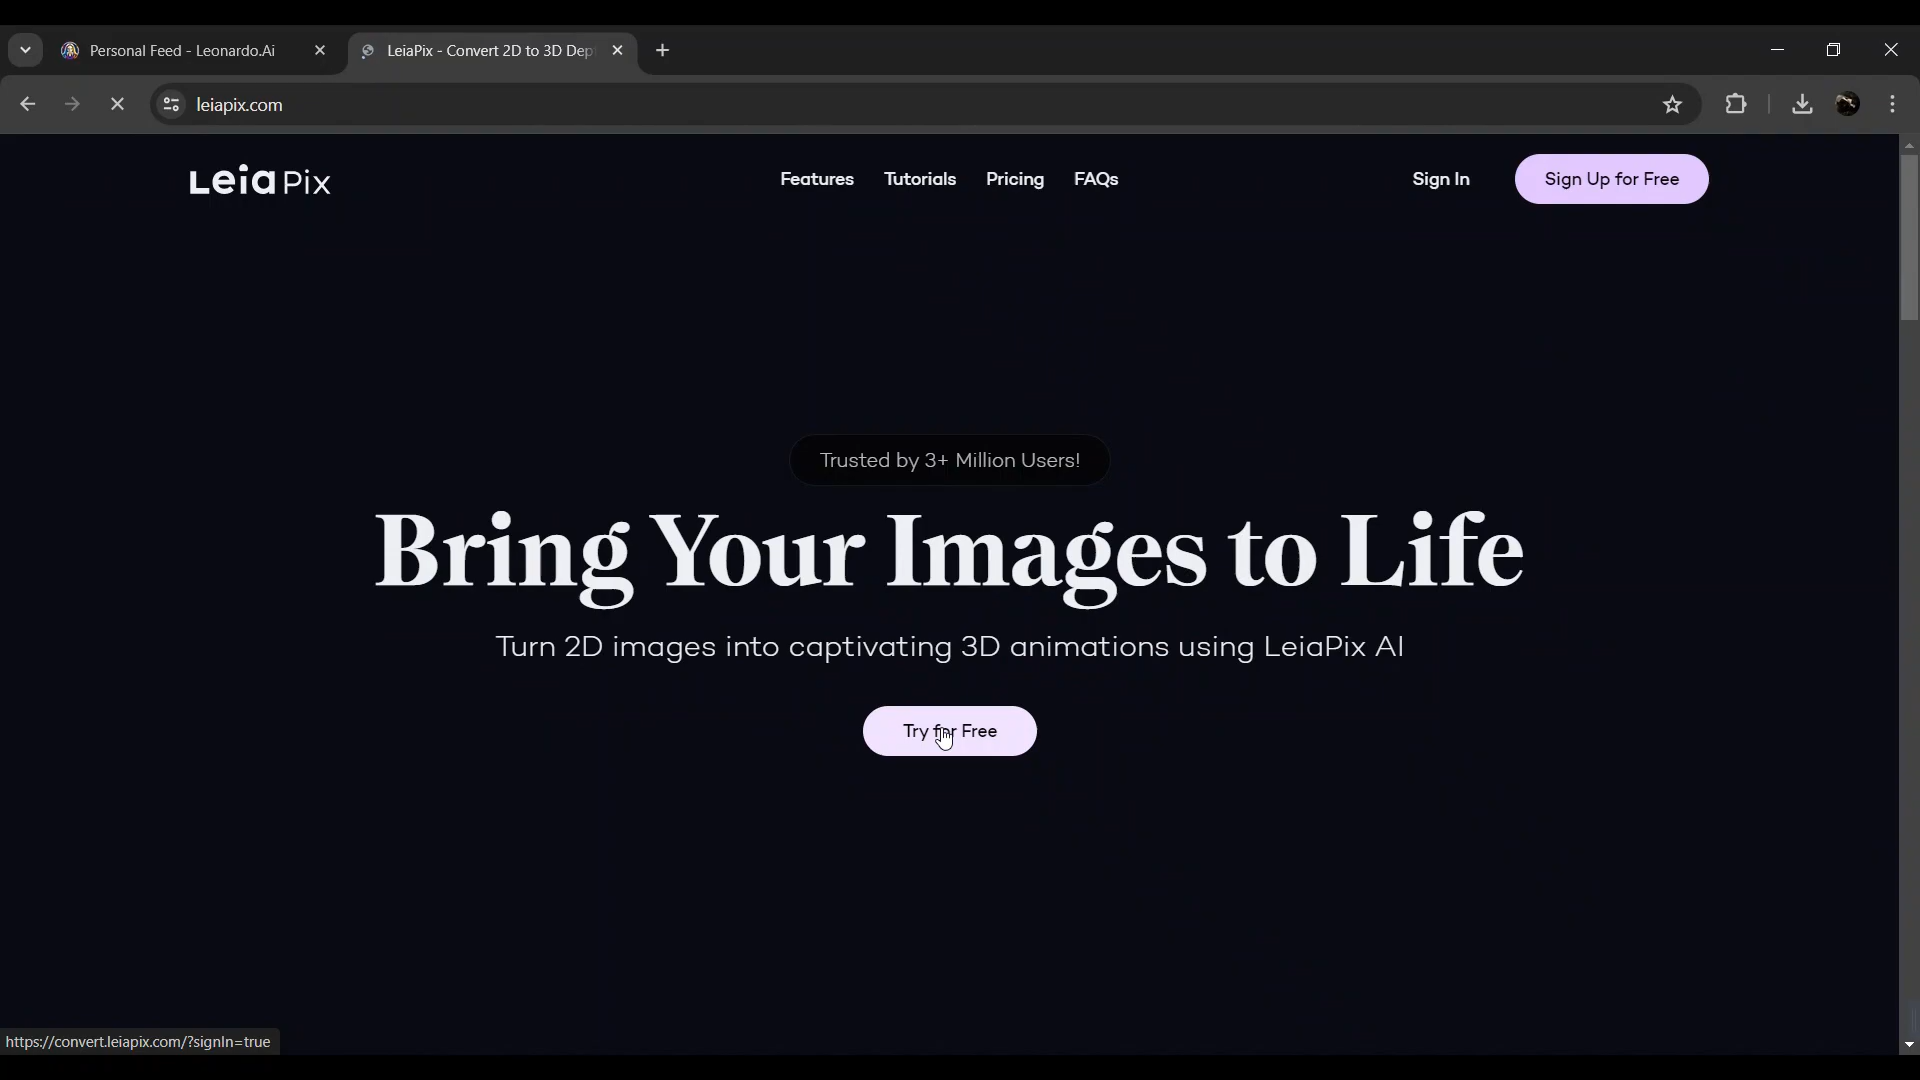 Personal Feed - Leonardo.Ai
LeiaPix - Convert 2D to 3D Dep
leiapix.com
Leia Pix
Features
Tutorials
Pricing
FAQs
Sign In
Sign Up for Free
Trusted by 3+ Million Users!
Bring Your Images to Life
Turn 2D images into captivating 3D animations using LeiaPix AI
Try for Free
https://convert.leiapix.com/?signIn=true